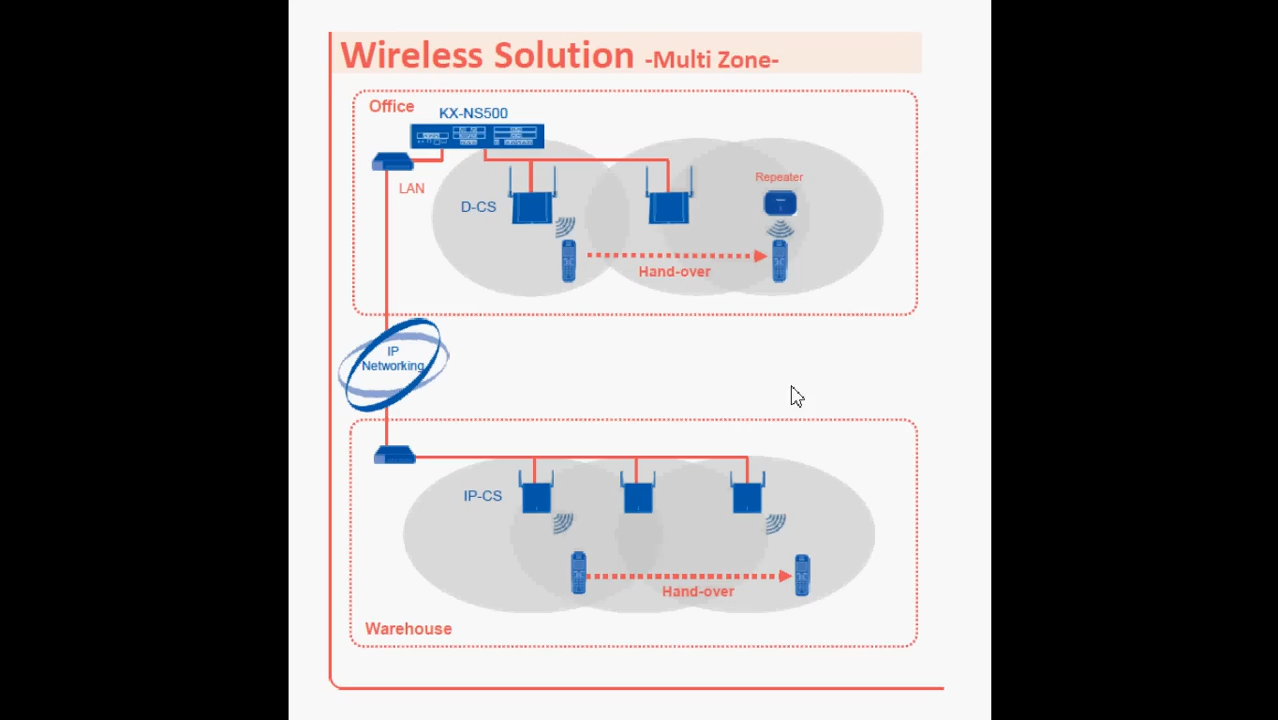 Wireless Solution -Multi Zone-
Office
KX-NS500
LAN
D-CS
Repeater
Hand-over
IP
Networking
IP-CS
Hand-over
Warehouse